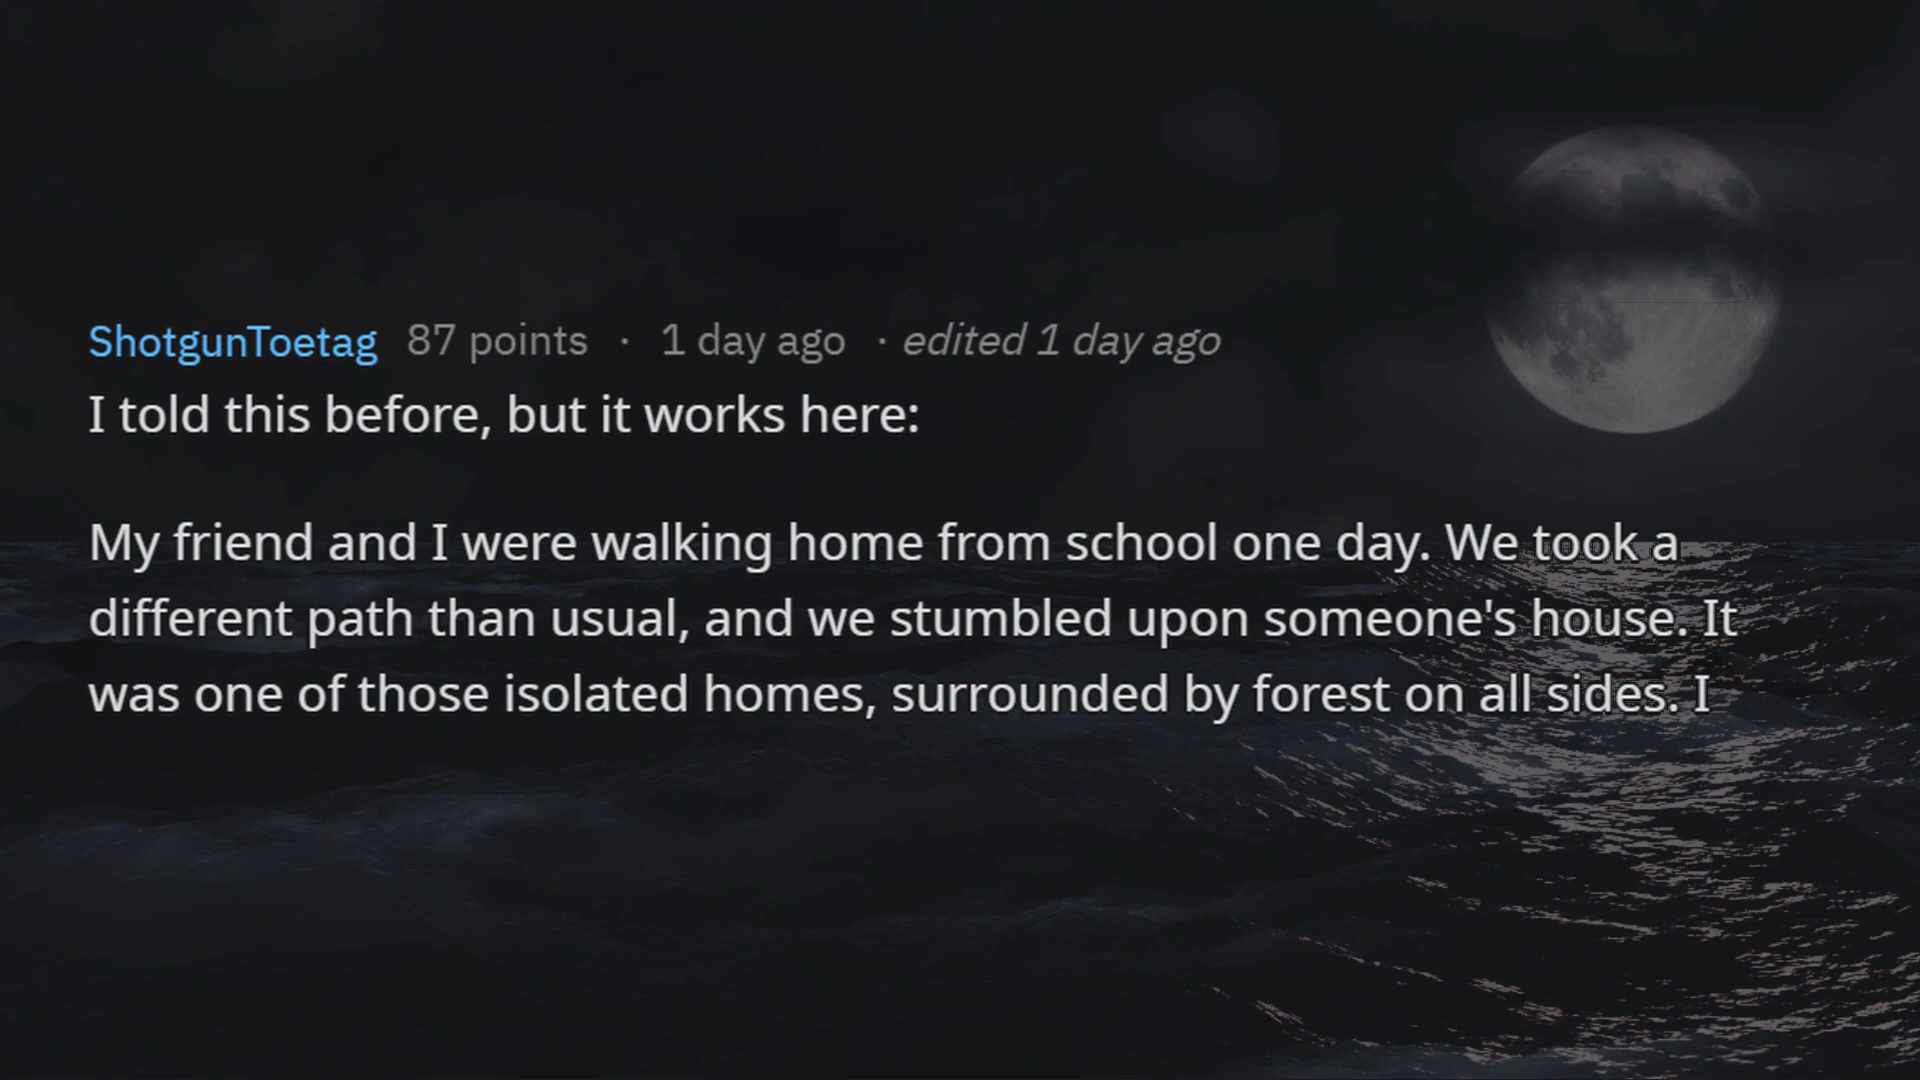 ShotgunToetag 87 points · 1 day ago · edited 1 day ago
I told this before, but it works here:
My friend and I were walking home from school one day. We took a
different path than usual, and we stumbled upon someone's house. It
was one of those isolated homes, surrounded by forest on all sides. I